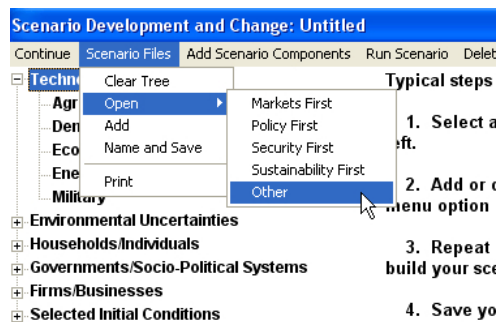 Scenario Development and Change: Untitled
Continue Scenario Files Add Scenario Components Run Scenario Delet
Techn
Clear Tree
Typical steps
Agr
Open
Markets First
Den
Add
Policy First
1. Select a
Eco
Name and Save
Security First
eft.
Ene
Sustainability First
Print
Other
2. Add or
Military
menu option
Environmental Uncertainties
Households/Individuals
3. Repeat
Governments/Socio-Political Systems
build your sce
Firms/Businesses
Selected Initial Conditions
4. Save yo